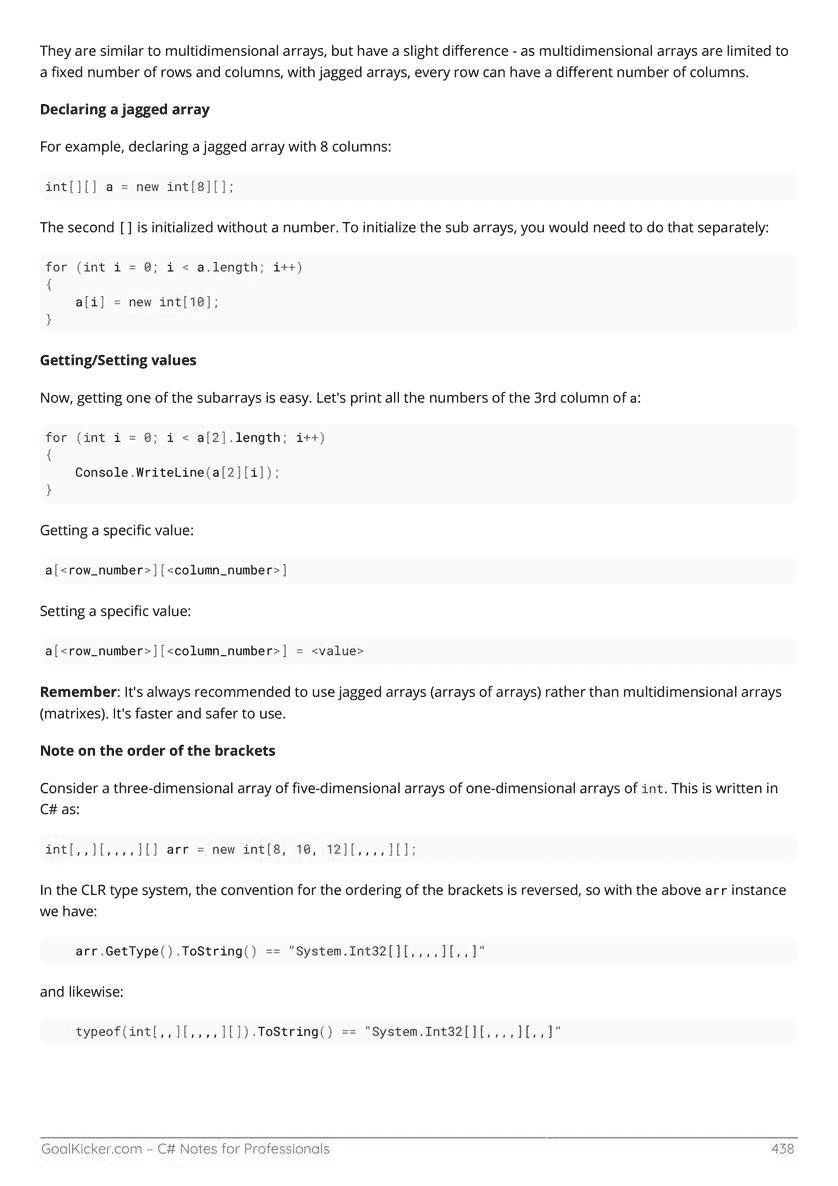 They are similar to multidimensional arrays, but have a slight difference - as multidimensional arrays are limited to
a fixed number of rows and columns, with jagged arrays, every row can have a different number of columns.
Declaring a jagged array
For example, declaring a jagged array with 8 columns:
int[][] a = new int[8][];
The second [] is initialized without a number. To initialize the sub arrays, you would need to do that separately:
for (int i = 0; i < a.length; i++)
{
    a[i] = new int[10];
}
Getting/Setting values
Now, getting one of the subarrays is easy. Let's print all the numbers of the 3rd column of a:
for (int i = 0; i < a[2].length; i++)
{
    Console.WriteLine(a[2][i]);
}
Getting a specific value:
a[<row_number>][<column_number>]
Setting a specific value:
a[<row_number>][<column_number>] = <value>
Remember: It's always recommended to use jagged arrays (arrays of arrays) rather than multidimensional arrays
(matrixes). It's faster and safer to use.
Note on the order of the brackets
Consider a three-dimensional array of five-dimensional arrays of one-dimensional arrays of int. This is written in
C# as:
int[,,][,,,,][] arr = new int[8, 10, 12][,,,,][];
In the CLR type system, the convention for the ordering of the brackets is reversed, so with the above arr instance
we have:
    arr.GetType().ToString() == "System.Int32[][,,,,][,,]"
and likewise:
    typeof(int[,,][,,,,][]).ToString() == "System.Int32[][,,,,][,,]"
GoalKicker.com – C# Notes for Professionals
438